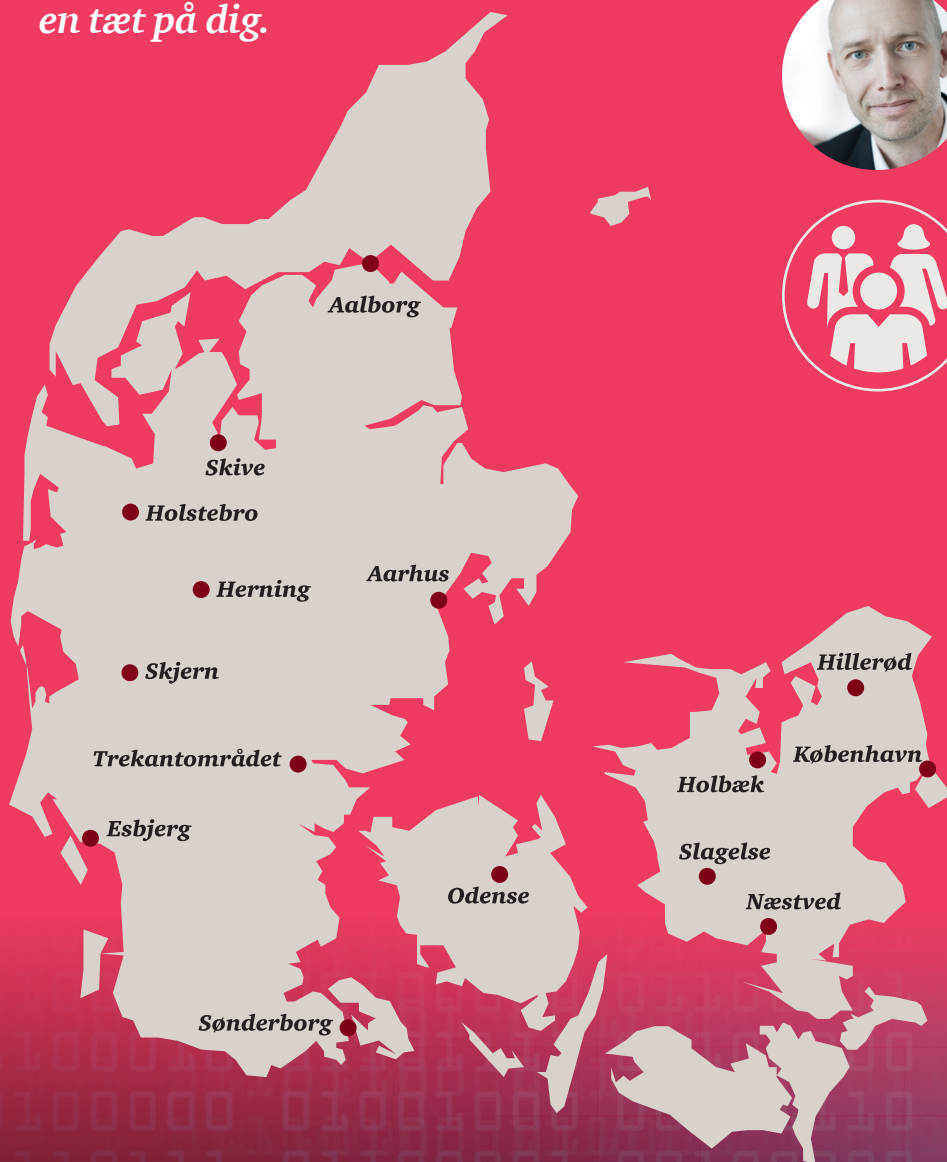 en tæt på dig.
Aalborg
Skive
Holstebro
Aarhus
Herning
Hillerød
Skjern
København
Trekantområdet
Holbæk
Esbjerg
Slagelse
Odense
Næstved
Sønderborg